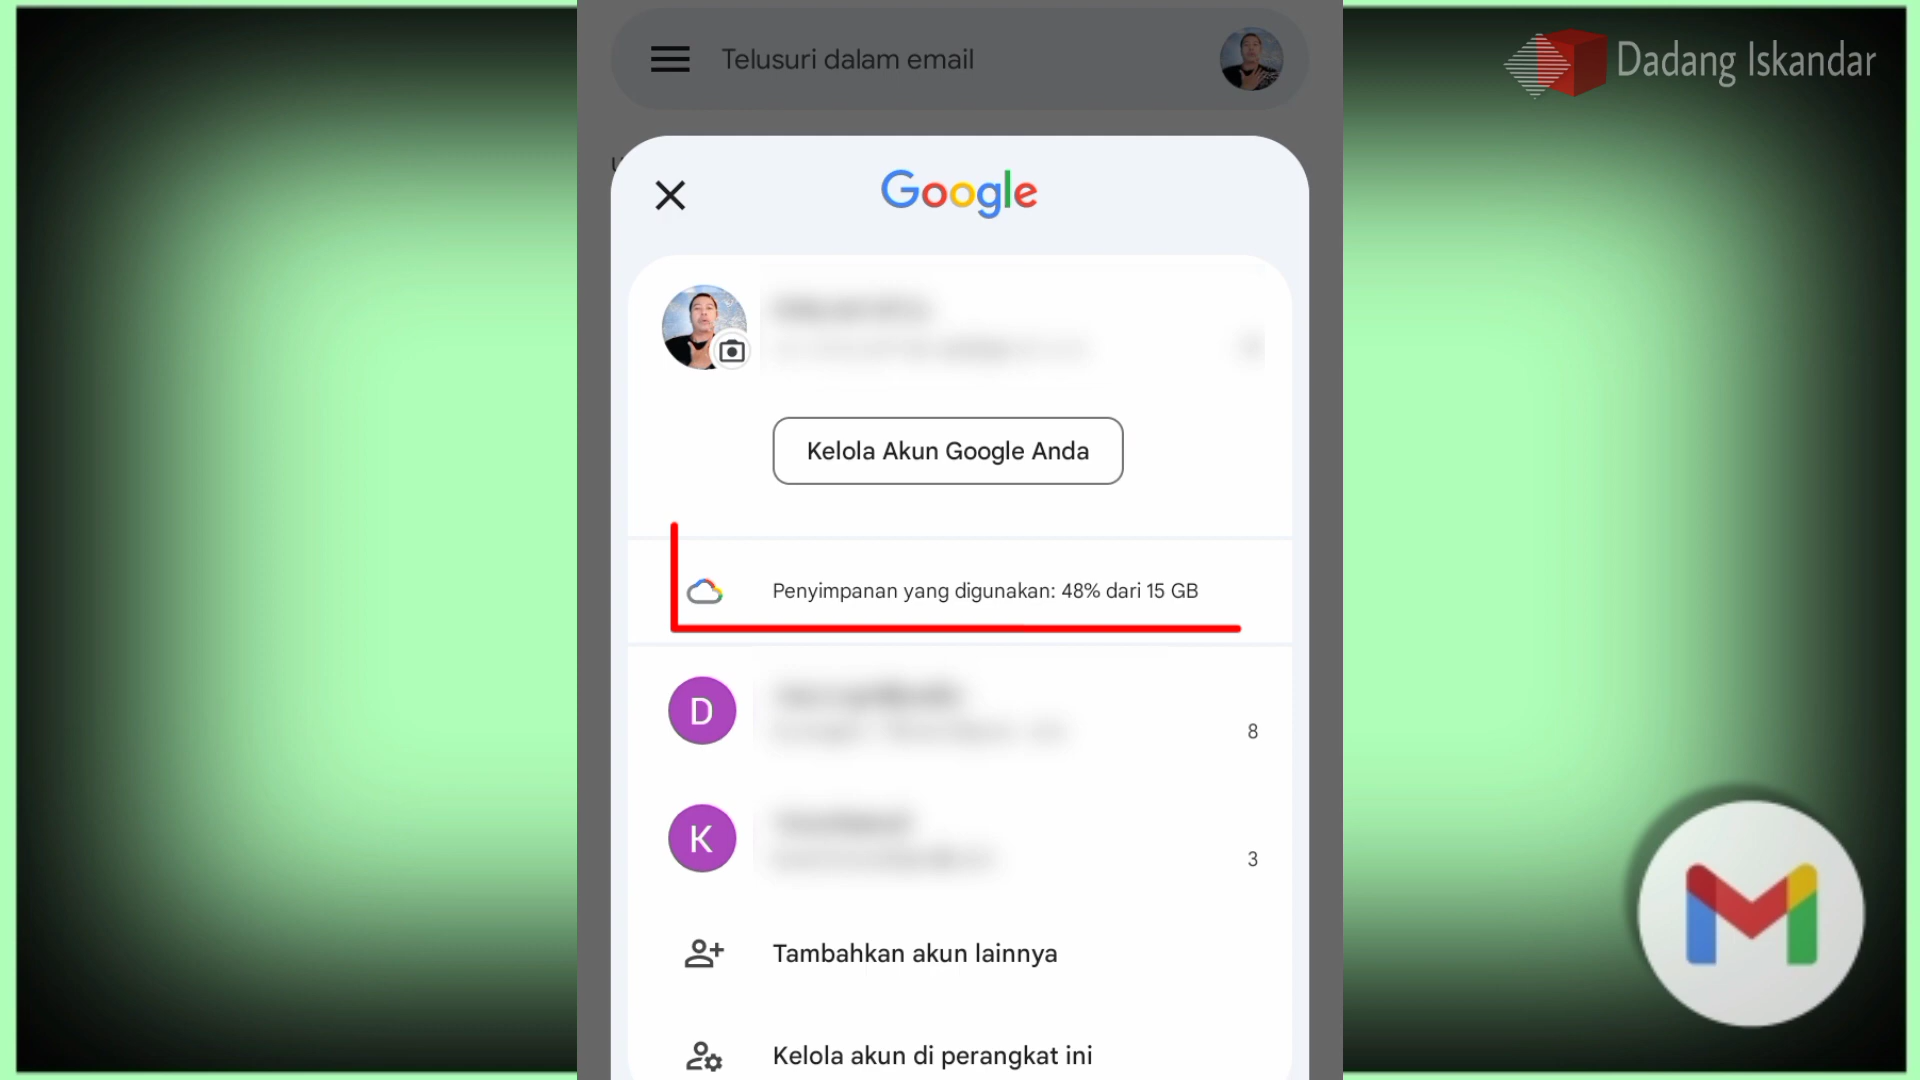 Telusuri dalam email
Dadang Iskandar
Google
Kelola Akun Google Anda
Penyimpanan yang digunakan: 48% dari 15 GB
D
8
K
3
Tambahkan akun lainnya
Kelola akun di perangkat ini